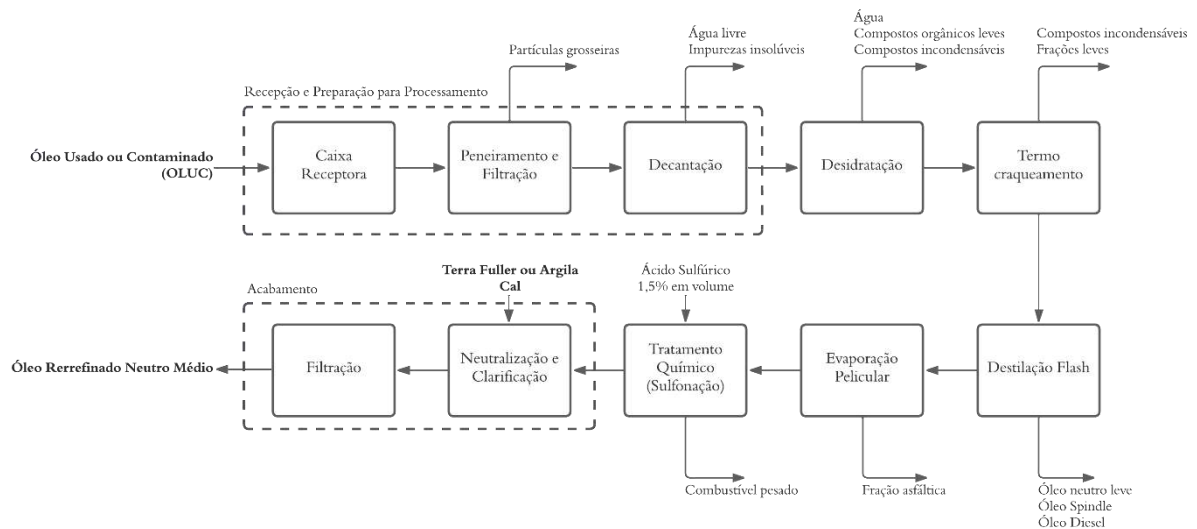 Água
Compostos orgânicos leves
Compostos incondensáveis
Compostos incondensáveis
Frações leves
Água livre
Impurezas insolúveis
Partículas grosseiras
Recepção e Preparação para Processamento
Óleo Usado ou Contaminado
(OLUC)
Caixa
Receptora
Peneiramento e
Filtração
Decantação
Desidratação
Termo
craqueamento
Terra Fuller ou Argila
Cal
Ácido Sulfúrico
1,5% em volume
Acabamento
Óleo Rerrefinado Neutro Médio
Filtração
Neutralização e
Clarificação
Tratamento
Químico
(Sulfonação)
Evaporação
Pelicular
Destilação Flash
Combustível pesado
Fração asfáltica
Óleo neutro leve
Óleo Spindle
Óleo Diesel